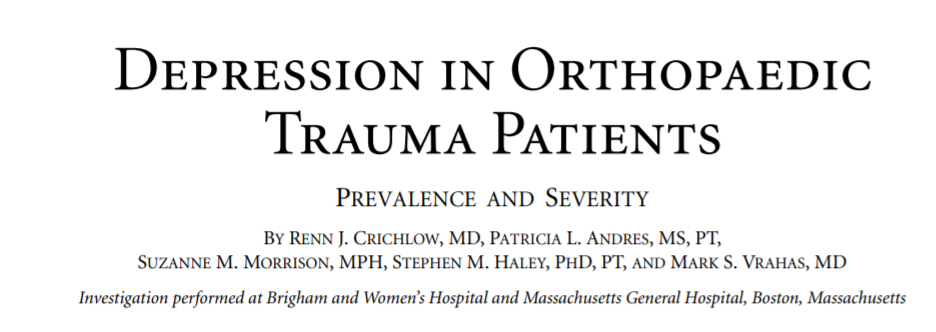 DEPRESSION IN ORTHOPAEDIC
TRAUMA PATIENTS
PREVALENCE AND SEVERITY
BY RENN J. CRICHLOW, MD, PATRICIA L. ANDRES, MS, PT,
SUZANNE M. MORRISON, MPH, STEPHEN M. HALEY, PHD, PT, AND MARK S. VRAHAS, MD
Investigation performed at Brigham and Women's Hospital and Massachusetts General Hospital, Boston, Massachusetts